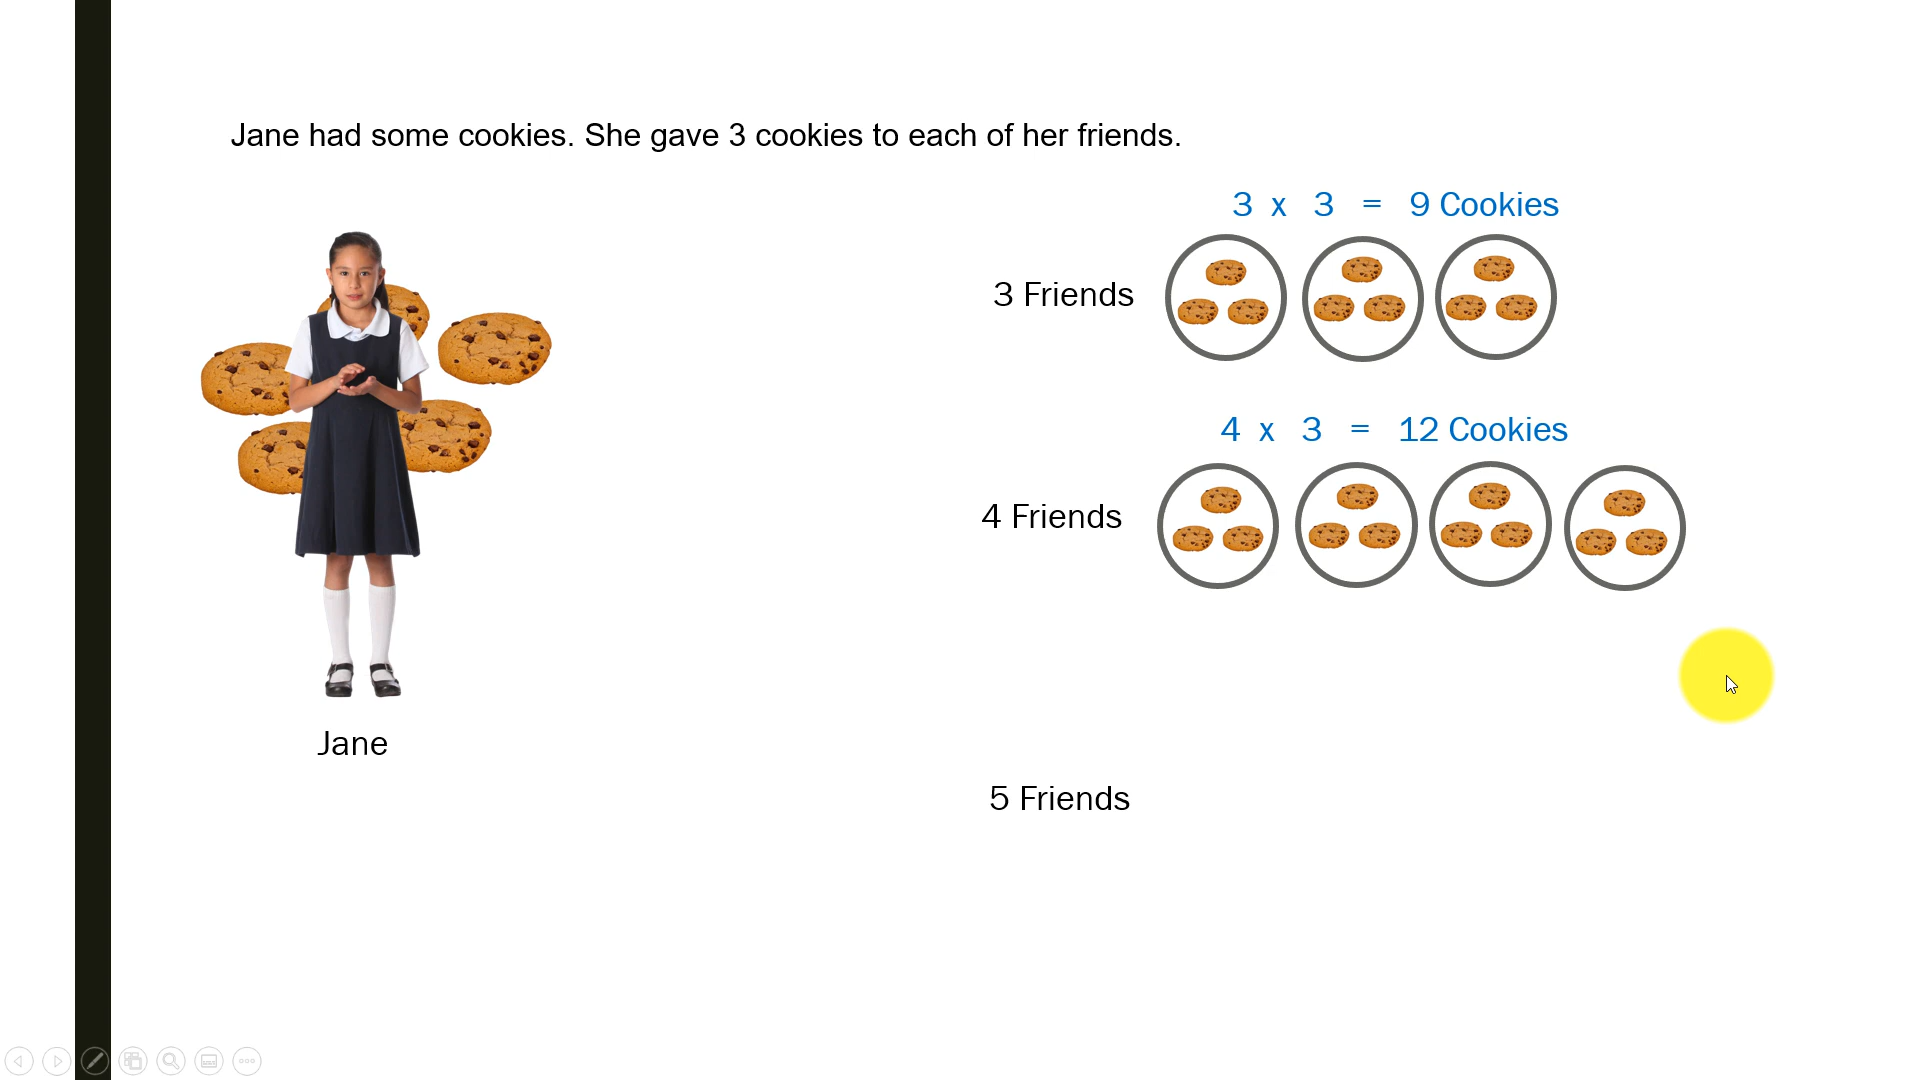 Jane had some cookies. She gave 3 cookies to each of her friends.
3 x 3 = 9 Cookies
3 Friends
4 x 3 = 12 Cookies
4 Friends
Jane
5 Friends